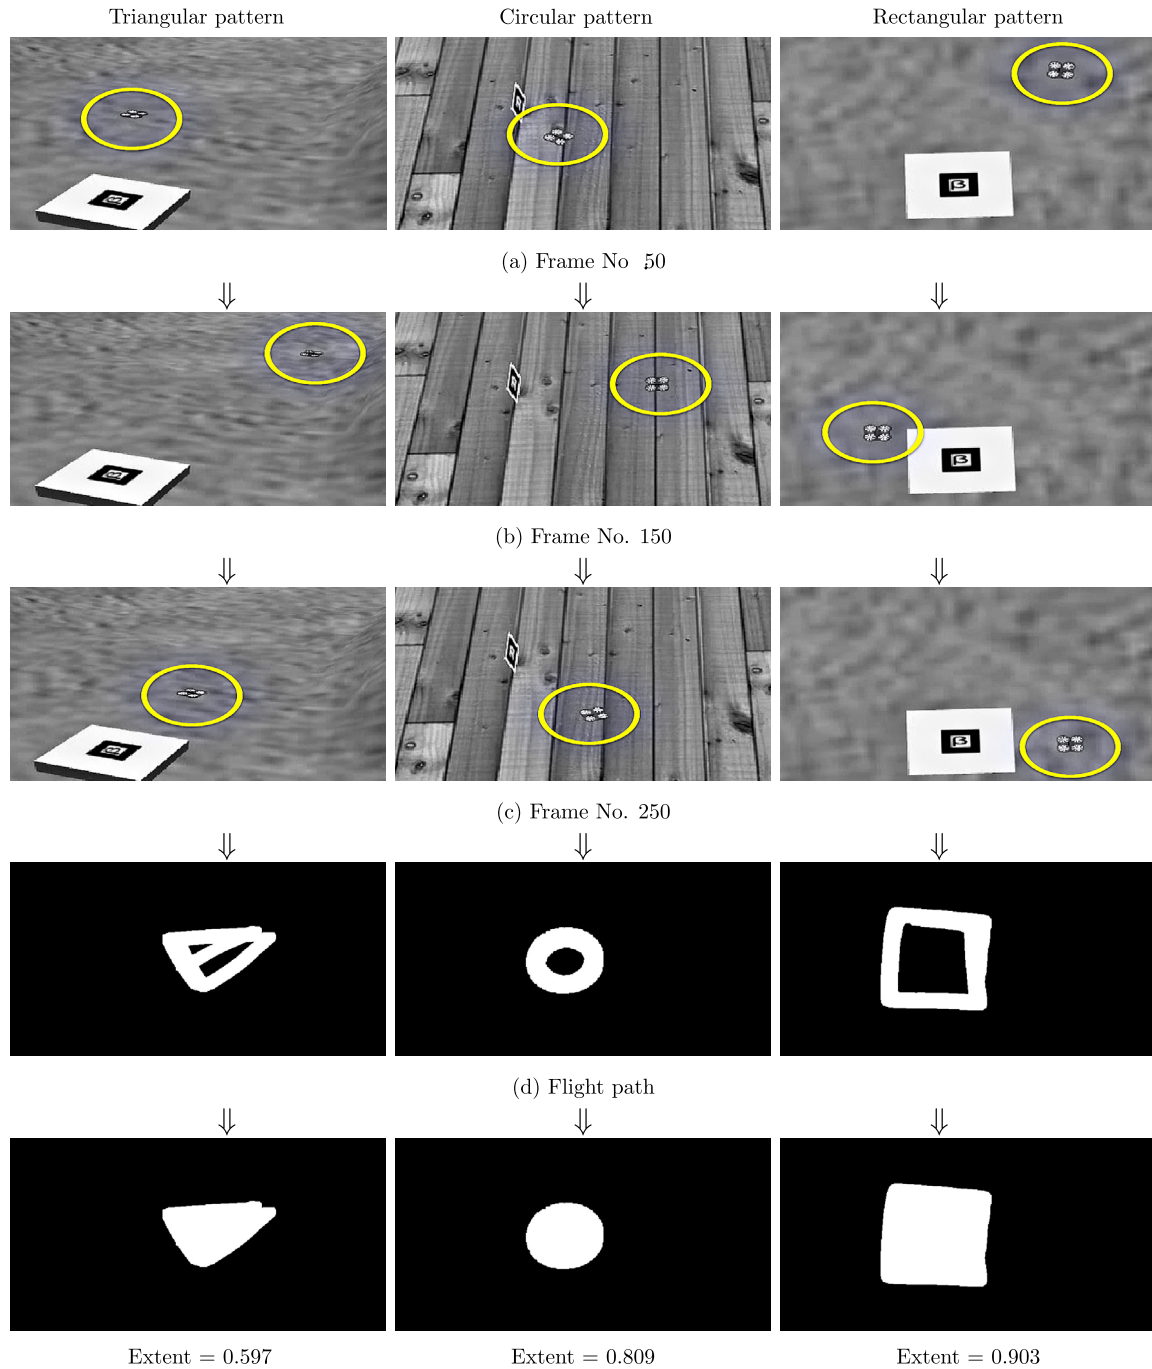 Triangular pattern Circular pattern Rectangular pattern
(a) Frame No 50
(b) Frame No. 150
(c) Frame No. 250
(d) Flight path
Extent = 0.597 Extent = 0.809 Extent = 0.903